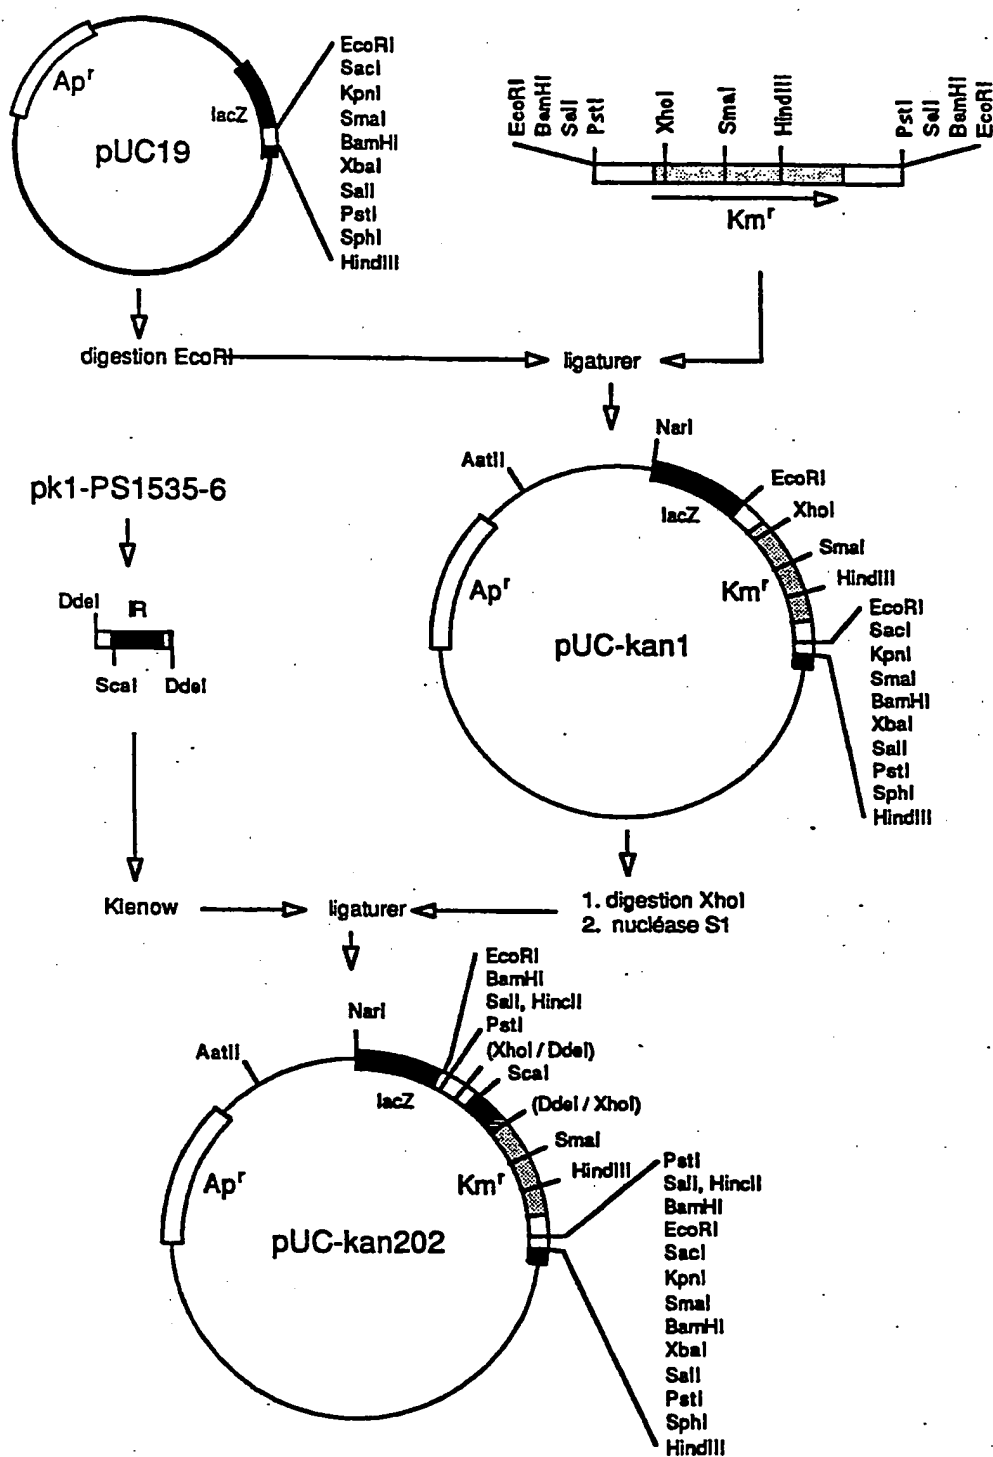 EcoRI
SacI
KpnI
SmaI
BamHI
XbaI
SalI
PstI
SphI
HindIII
Apr
lacZ
pUC19
EcoRI
BamHI
SalI
PstI
XhoI
SmaI
HindIII
PstI
SalI
BamHI
EcoRI
Kmr
digestion EcoRI
ligaturer
NarI
AatII
EcoRI
lacZ
XhoI
SmaI
HindIII
Kmr
Apr
pUC-kan1
EcoRI
SacI
KpnI
SmaI
BamHI
XbaI
SalI
PstI
SphI
HindIII
pk1-PS1535-6
DdeI
IR
ScaI
DdeI
Klenow
ligaturer
1. digestion XhoI
2. nucléase S1
EcoRI
BamHI
SalI, HincII
PstI
(XhoI / DdeI)
ScaI
(DdeI / XhoI)
SmaI
HindIII
NarI
AatII
lacZ
Apr
Kmr
pUC-kan202
PstI
SalI, HincII
BamHI
EcoRI
SacI
KpnI
SmaI
BamHI
XbaI
SalI
PstI
SphI
HindIII